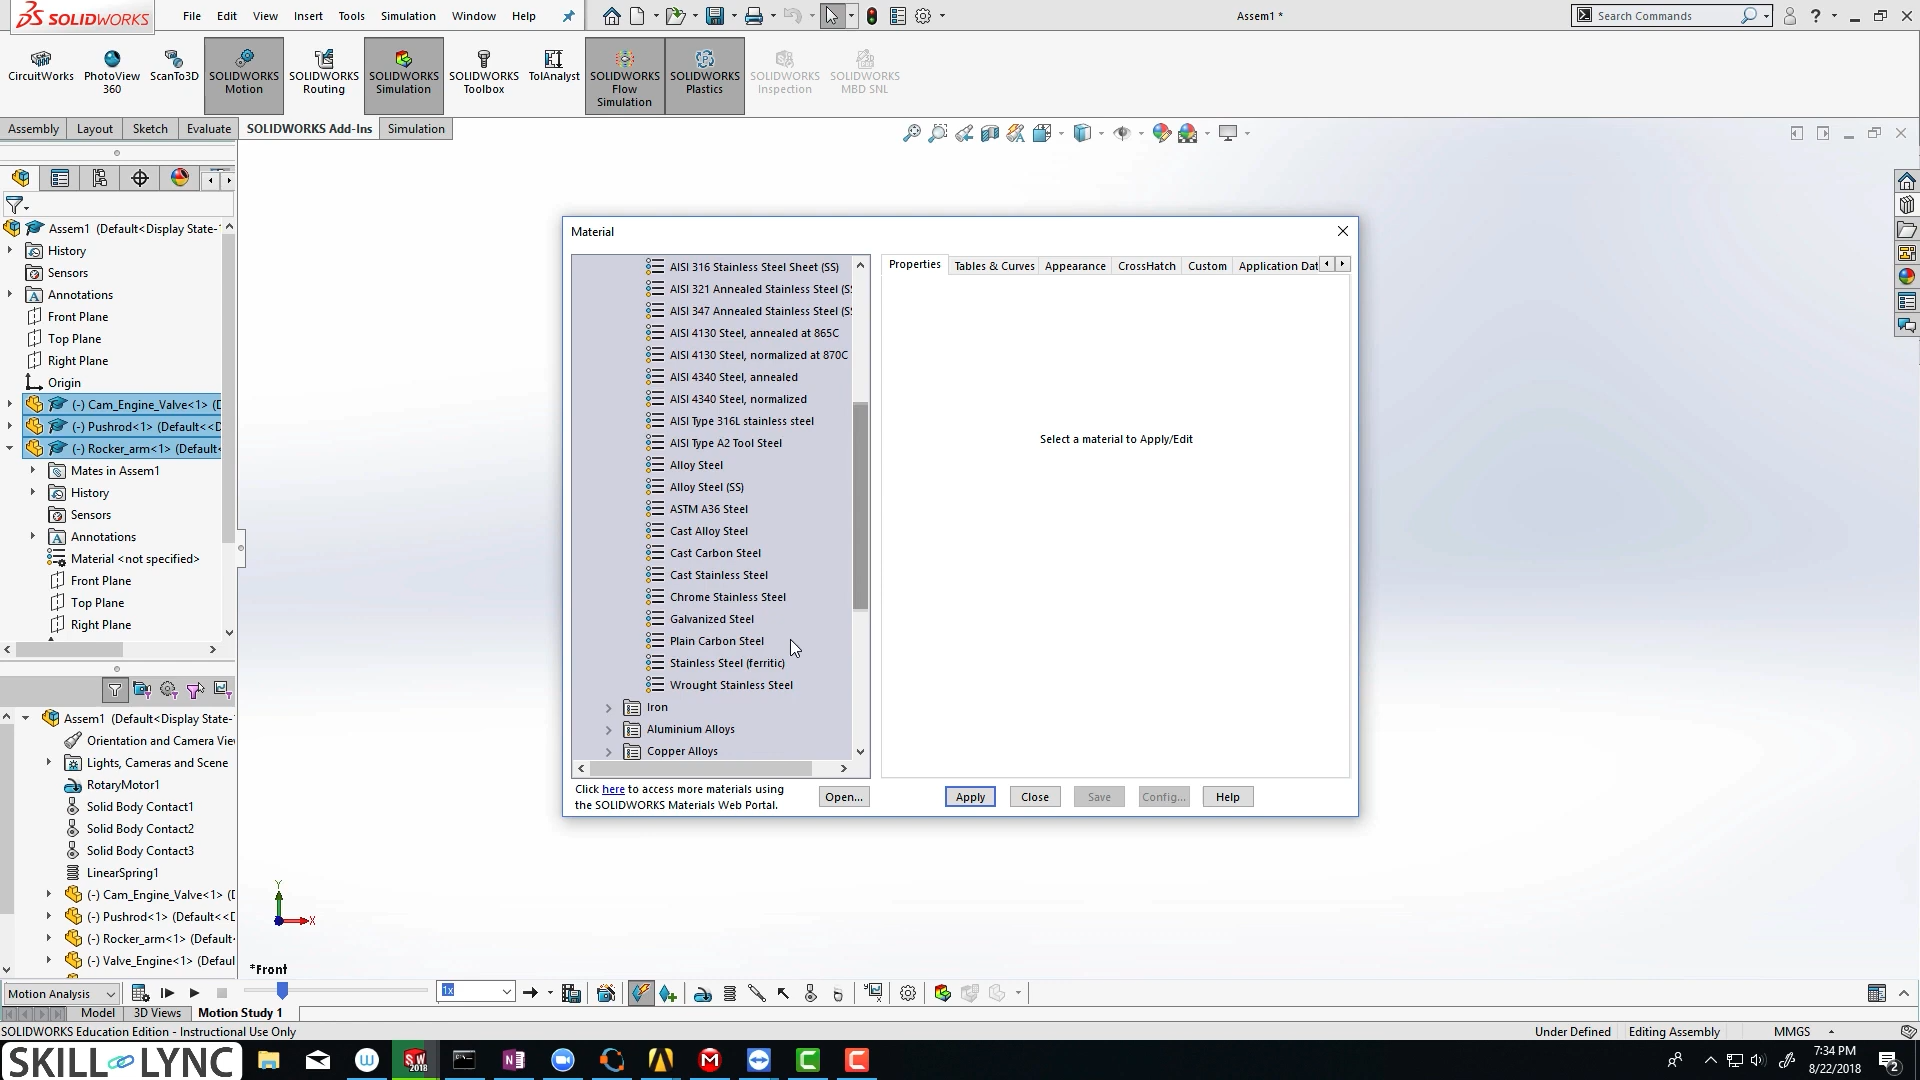 SOLIDWORKS
File Edit View Insert Tools Simulation Window Help
Assem1 *
Search Commands
CircuitWorks
PhotoView 360
ScanTo3D
SOLIDWORKS Motion
SOLIDWORKS Routing
SOLIDWORKS Simulation
SOLIDWORKS Toolbox
TolAnalyst
SOLIDWORKS Flow Simulation
SOLIDWORKS Plastics
SOLIDWORKS Inspection
SOLIDWORKS MBD SNL
Assembly Layout Sketch Evaluate SOLIDWORKS Add-Ins Simulation
Assem1 (Default<Display State-1
History
Sensors
Annotations
Front Plane
Top Plane
Right Plane
Origin
(-) Cam_Engine_Valve<1> (D
(-) Pushrod<1> (Default<<D
(-) Rocker_arm<1> (Default<
Mates in Assem1
History
Sensors
Annotations
Material <not specified>
Front Plane
Top Plane
Right Plane
Assem1 (Default<Display State-
Orientation and Camera Vie
Lights, Cameras and Scene
RotaryMotor1
Solid Body Contact1
Solid Body Contact2
Solid Body Contact3
LinearSpring1
(-) Cam_Engine_Valve<1> (D
(-) Pushrod<1> (Default<<D
(-) Rocker_arm<1> (Default<
(-) Valve_Engine<1> (Defaul
Material
AISI 316 Stainless Steel Sheet (SS)
AISI 321 Annealed Stainless Steel (SS
AISI 347 Annealed Stainless Steel (SS
AISI 4130 Steel, annealed at 865C
AISI 4130 Steel, normalized at 870C
AISI 4340 Steel, annealed
AISI 4340 Steel, normalized
AISI Type 316L stainless steel
AISI Type A2 Tool Steel
Alloy Steel
Alloy Steel (SS)
ASTM A36 Steel
Cast Alloy Steel
Cast Carbon Steel
Cast Stainless Steel
Chrome Stainless Steel
Galvanized Steel
Plain Carbon Steel
Stainless Steel (ferritic)
Wrought Stainless Steel
Iron
Aluminium Alloys
Copper Alloys
Click here to access more materials using
the SOLIDWORKS Materials Web Portal.
Open...
Properties Tables & Curves Appearance CrossHatch Custom Application Dat
Select a material to Apply/Edit
Apply Close Save Config... Help
Y
X
*Front
Motion Analysis
1x
Model 3D Views Motion Study 1
SOLIDWORKS Education Edition - Instructional Use Only
Under Defined Editing Assembly MMGS
SKILL LYNC
SW 2018
7:34 PM
8/22/2018
2